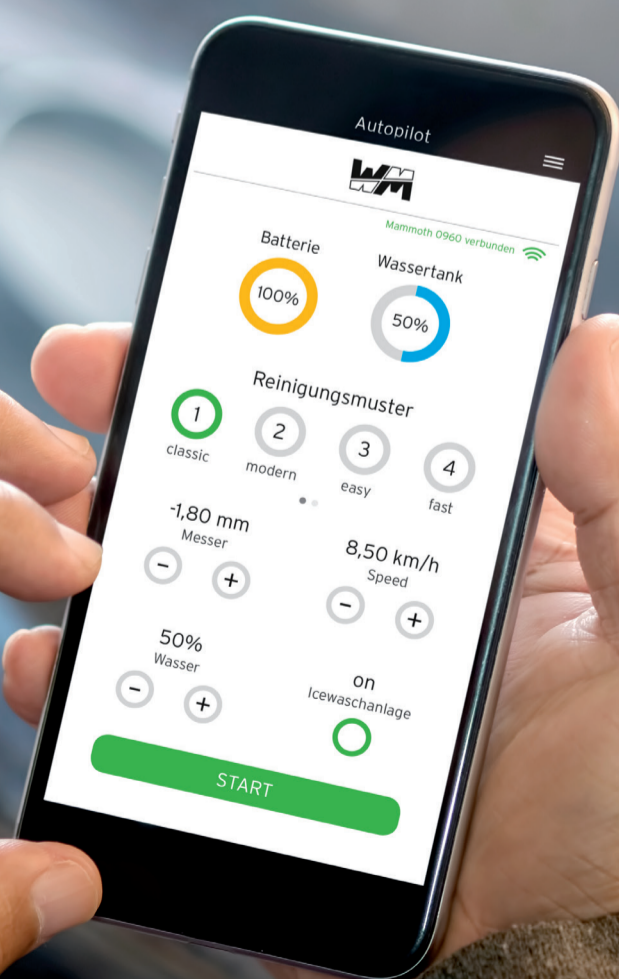 Autopilot
WM
WM
Mammoth 0960 verbunden
Batterie
100%
Wassertank
50%
Reinigungsmuster
1
2
3
4
classic
modern
easy
fast
-1,80 mm
Messer
- +
8,50 km/h
Speed
- +
50%
Wasser
- +
on
Icewaschanlage
START